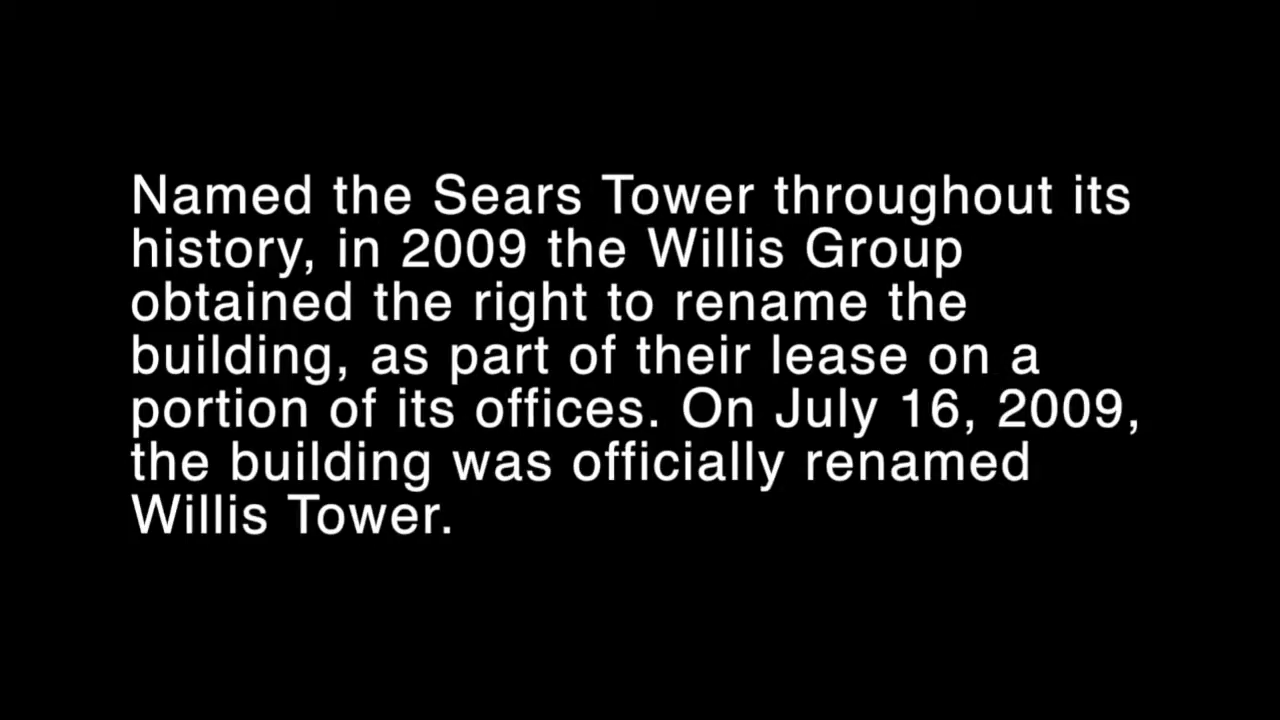 Named the Sears Tower throughout its
history, in 2009 the Willis Group
obtained the right to rename the
building, as part of their lease on a
portion of its offices. On July 16, 2009,
the building was officially renamed
Willis Tower.